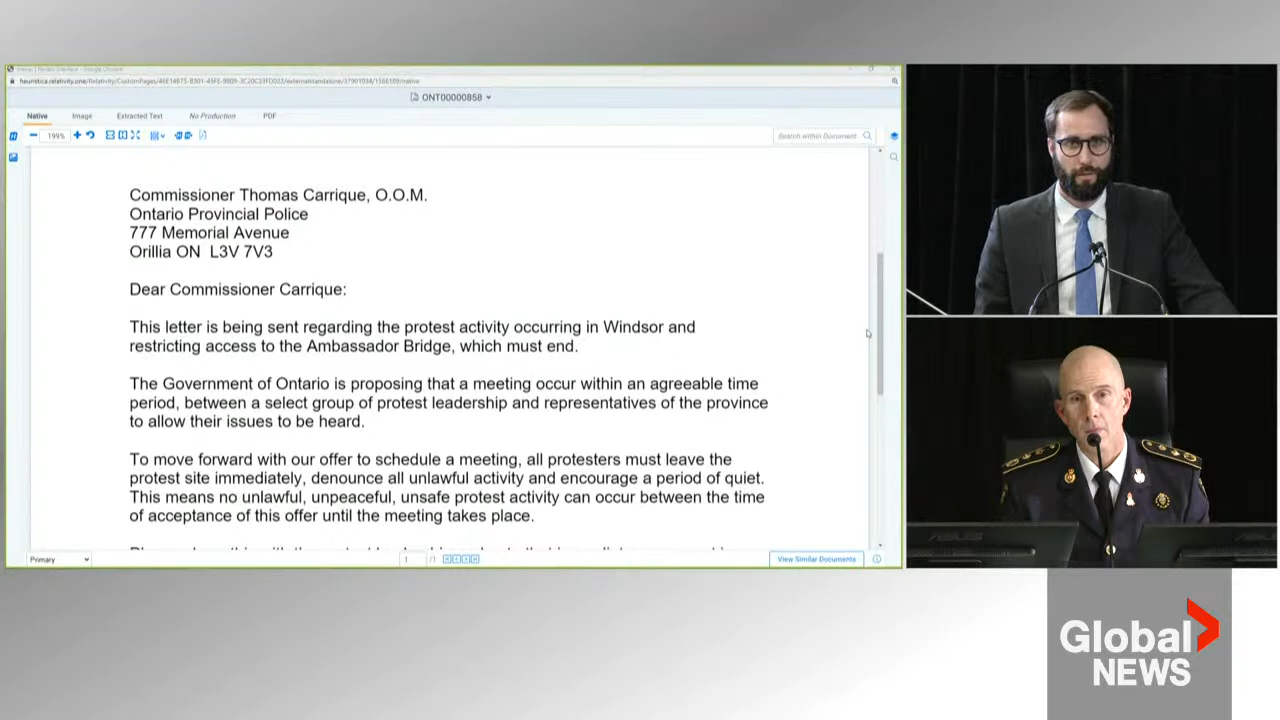 ONT00000858
Native Image Extracted Text No Production PDF
199% Search within Document
Commissioner Thomas Carrique, O.O.M.
Ontario Provincial Police
777 Memorial Avenue
Orillia ON L3V 7V3
Dear Commissioner Carrique:
This letter is being sent regarding the protest activity occurring in Windsor and
restricting access to the Ambassador Bridge, which must end.
The Government of Ontario is proposing that a meeting occur within an agreeable time
period, between a select group of protest leadership and representatives of the province
to allow their issues to be heard.
To move forward with our offer to schedule a meeting, all protesters must leave the
protest site immediately, denounce all unlawful activity and encourage a period of quiet.
This means no unlawful, unpeaceful, unsafe protest activity can occur between the time
of acceptance of this offer until the meeting takes place.
Primary 1 /1 View Similar Documents
ASUS
Global
NEWS